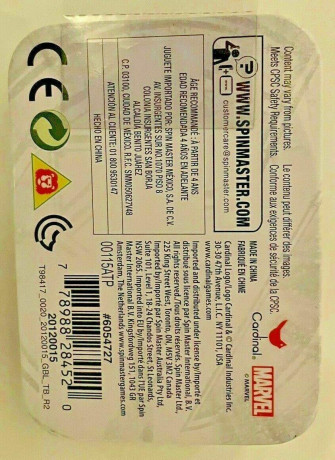 Content may vary from pictures.
Meets CPSC Safety Requirements.
Le contenu peut différer des images.
Conforme aux exigences de sécurité de la CPSC.
WWW.SPINMASTER.COM
customercare@spinmaster.com
ÂGE RECOMMANDÉ : À PARTIR DE 4 ANS
EDAD RECOMENDADA 4 AÑOS EN ADELANTE
JUGUETE IMPORTADO POR: SPIN MASTER MÉXICO, S.A. DE C.V.
AV. INSURGENTES SUR NO.1070 PISO 8
COLONIA INSURGENTES SAN BORJA
ALCALDÍA BENITO JUÁREZ
C.P. 03100, CIUDAD DE MÉXICO, R.F.C. SMM050627V48
ATENCIÓN AL CLIENTE: 01 800 9530147
HECHO EN CHINA
CE
MARVEL
© MARVEL
Cardinal.
MADE IN CHINA
FABRIQUÉ EN CHINE
Cardinal Logo/Logo Cardinal & © Cardinal Industries Inc.
30-30 47th Avenue, L.I.C. NY 11101 USA
www.cardinalgames.com
Imported and distributed under license by/Importé et
distribué sous licence par Spin Master International, B.V.
All rights reserved./Tous droits réservés. Spin Master Ltd.,
225 King Street West, Toronto, ON, M5V 3M2 Canada
Imported by/Importé par Spin Master Australia Pty Ltd,
Suite 101, Level 1, 18-24 Chandos Street, St Leonards,
NSW 2065. Imported into EU by/Importé dans l'UE par Spin
Master International B.V. Kingsfordweg 151, 1043 GR
Amsterdam, The Netherlands www.spinmastergames.com
00115ATP
#6054727
7 78988 28452 0
20120015
T96417_0020_20120015_GBL_TB_R2